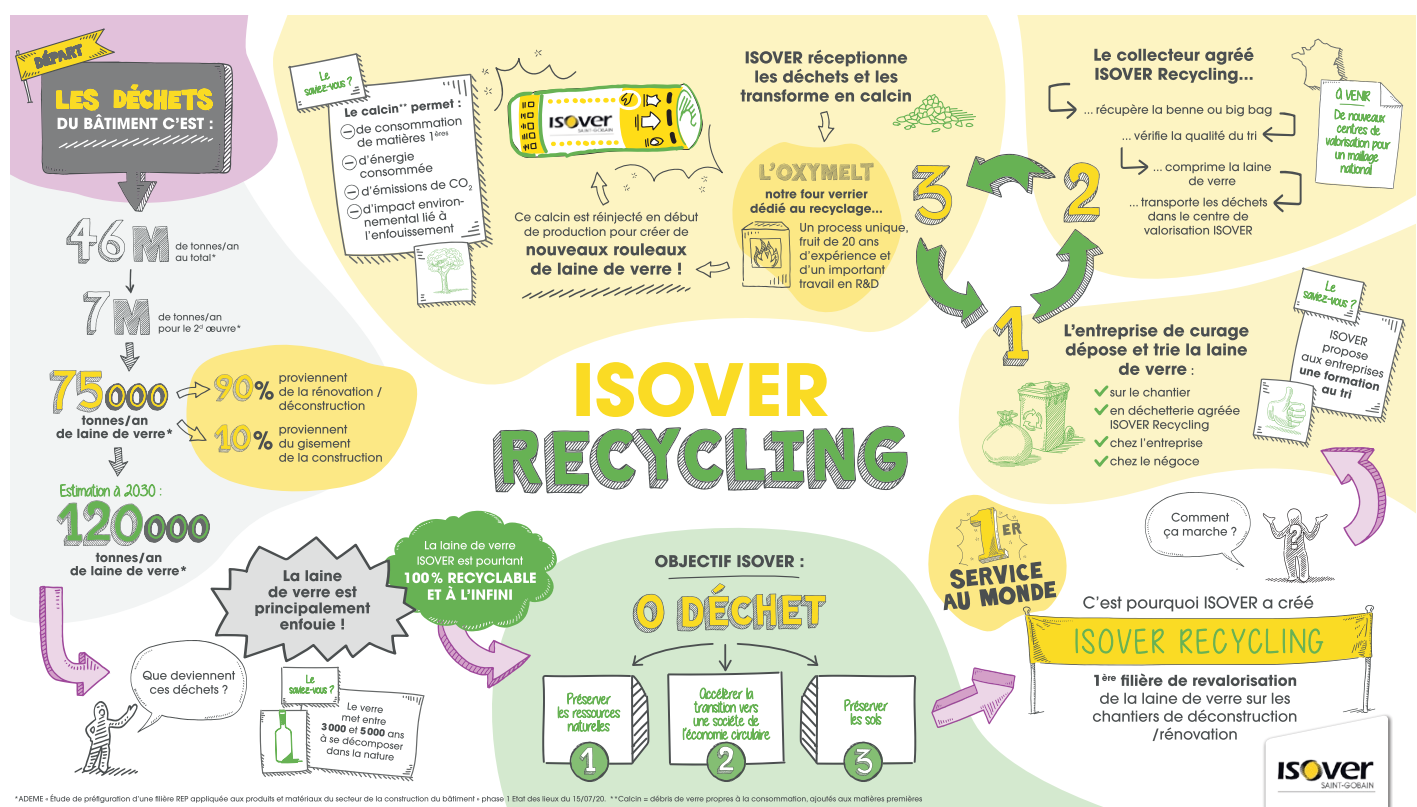 DÉPART
LES DÉCHETS
DU BÂTIMENT C'EST :
46M
de tonnes/an
au total*
7M
de tonnes/an
pour le 2d œuvre*
75000
tonnes/an
de laine de verre*
90%
proviennent
de la rénovation /
déconstruction
10%
proviennent
du gisement
de la construction
Estimation à 2030 :
120000
tonnes/an
de laine de verre*
Que deviennent
ces déchets ?
La laine
de verre est
principalement
enfouie !
Le
saviez-vous ?
Le verre
met entre
3000 et 5000 ans
à se décomposer
dans la nature
La laine de verre
ISOVER est pourtant
100% RECYCLABLE
ET À L'INFINI
OBJECTIF ISOVER :
0 DÉCHET
Préserver
les ressources
naturelles
1
Accélérer la
transition vers
une société de
l'économie circulaire
2
Préserver
les sols
3
1ER
SERVICE
AU MONDE
C'est pourquoi ISOVER a créé
ISOVER RECYCLING
1ère filière de revalorisation
de la laine de verre sur les
chantiers de déconstruction
/rénovation
Comment
ça marche ?
?
ISOVER
RECYCLING
1
L'entreprise de curage
dépose et trie la laine
de verre :
sur le chantier
en déchetterie agréée
ISOVER Recycling
chez l'entreprise
chez le négoce
Le
saviez-vous ?
ISOVER
propose
aux entreprises
une formation
au tri
2
Le collecteur agréé
ISOVER Recycling...
... récupère la benne ou big bag
... vérifie la qualité du tri
... comprime la laine
de verre
... transporte les déchets
dans le centre de
valorisation ISOVER
À VENIR
De nouveaux
centres de
valorisation pour
un maillage
national
3
ISOVER réceptionne
les déchets et les
transforme en calcin
L'OXYMELT
notre four verrier
dédié au recyclage...
Un process unique,
fruit de 20 ans
d'expérience et
d'un important
travail en R&D
Ce calcin est réinjecté en début
de production pour créer de
nouveaux rouleaux
de laine de verre !
isover
SAINT-GOBAIN
Le
saviez-vous ?
Le calcin** permet :
- de consommation
de matières 1ères
- d'énergie
consommée
- d'émissions de CO2
- d'impact environ-
nemental lié à
l'enfouissement
isover
SAINT-GOBAIN
*ADEME « Étude de préfiguration d'une filière REP appliquée aux produits et matériaux du secteur de la construction du bâtiment » phase 1 Etat des lieux du 15/07/20. **Calcin = débris de verre propres à la consommation, ajoutés aux matières premières